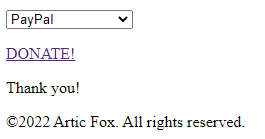 PayPal
DONATE!
Thank you!
©2022 Artic Fox. All rights reserved.